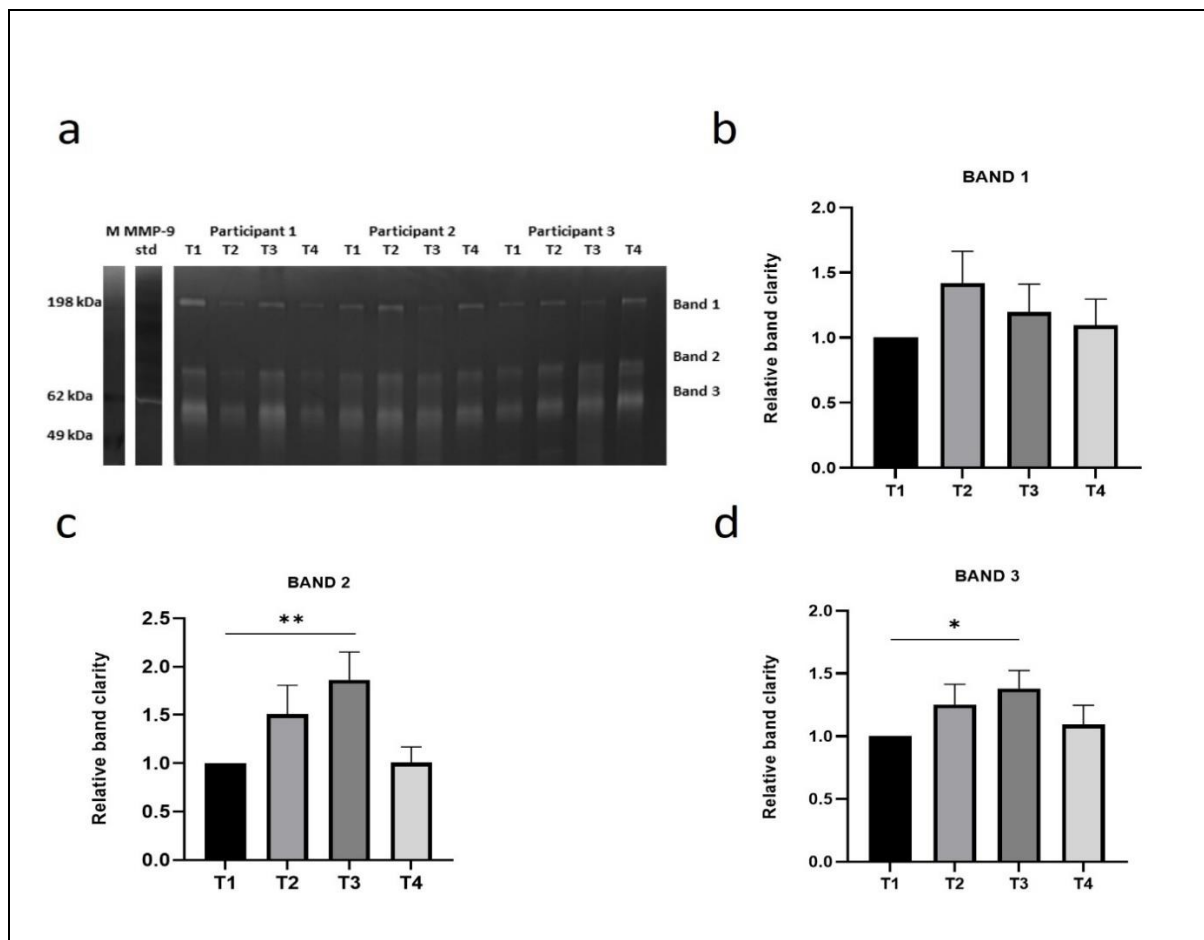 a
M MMP-9 Participant 1 Participant 2 Participant 3
std T1 T2 T3 T4 T1 T2 T3 T4 T1 T2 T3 T4
198 kDa
62 kDa
49 kDa
Band 1
Band 2
Band 3
b
BAND 1
Relative band clarity
2.0
1.5
1.0
0.5
0.0
T1 T2 T3 T4
c
BAND 2
**
Relative band clarity
2.5
2.0
1.5
1.0
0.5
0.0
T1 T2 T3 T4
d
BAND 3
*
Relative band clarity
2.0
1.5
1.0
0.5
0.0
T1 T2 T3 T4